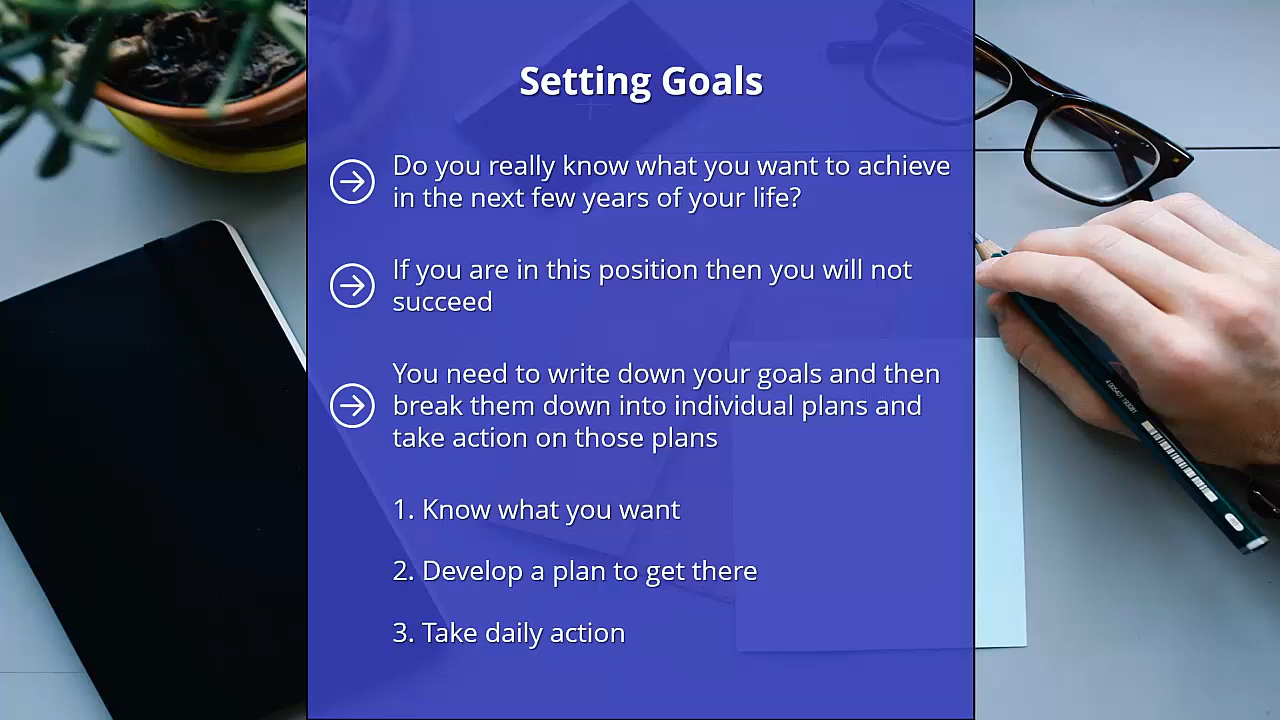 Setting Goals
Do you really know what you want to achieve
in the next few years of your life?
If you are in this position then you will not
succeed
You need to write down your goals and then
break them down into individual plans and
take action on those plans
1. Know what you want
2. Develop a plan to get there
3. Take daily action